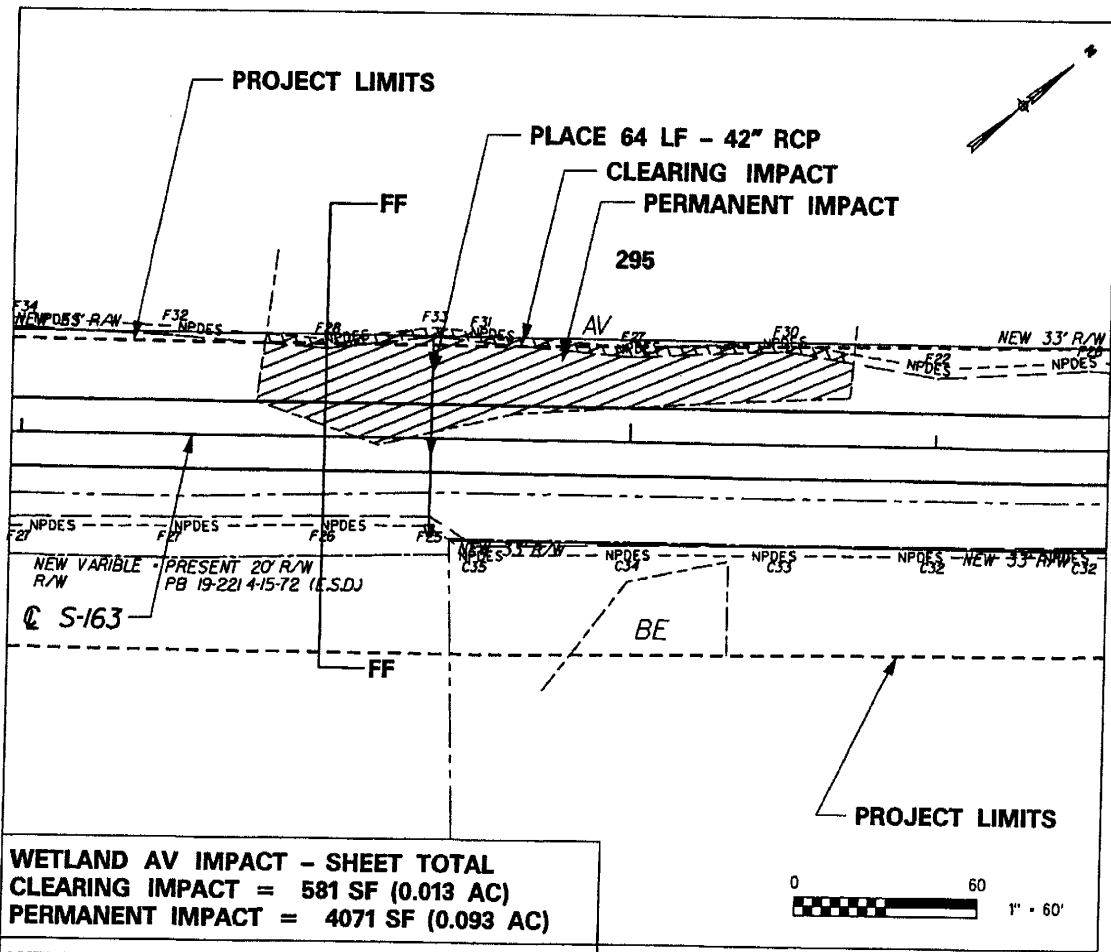 PROJECT LIMITS
PLACE 64 LF - 42" RCP
CLEARING IMPACT
PERMANENT IMPACT
FF
295
F34
F32
NPDES
F28
F33
F31
NPDES
AV
F27
F30
NEW 33' R/W
F22
NPDES
NPDES
NPDES
NPDES
NPDES
F27
F27
F26
F25
NEW 33' R/W
NPDES
NPDES
NPDES
NPDES
C35
C34
C33
C32
C32
NEW VARIBLE
R/W
PRESENT 20' R/W
PB 19-221 4-15-72 (E.S.D.)
℄ S-163
BE
FF
PROJECT LIMITS
WETLAND AV IMPACT - SHEET TOTAL
CLEARING IMPACT = 581 SF (0.013 AC)
PERMANENT IMPACT = 4071 SF (0.093 AC)
0 60
1" = 60'